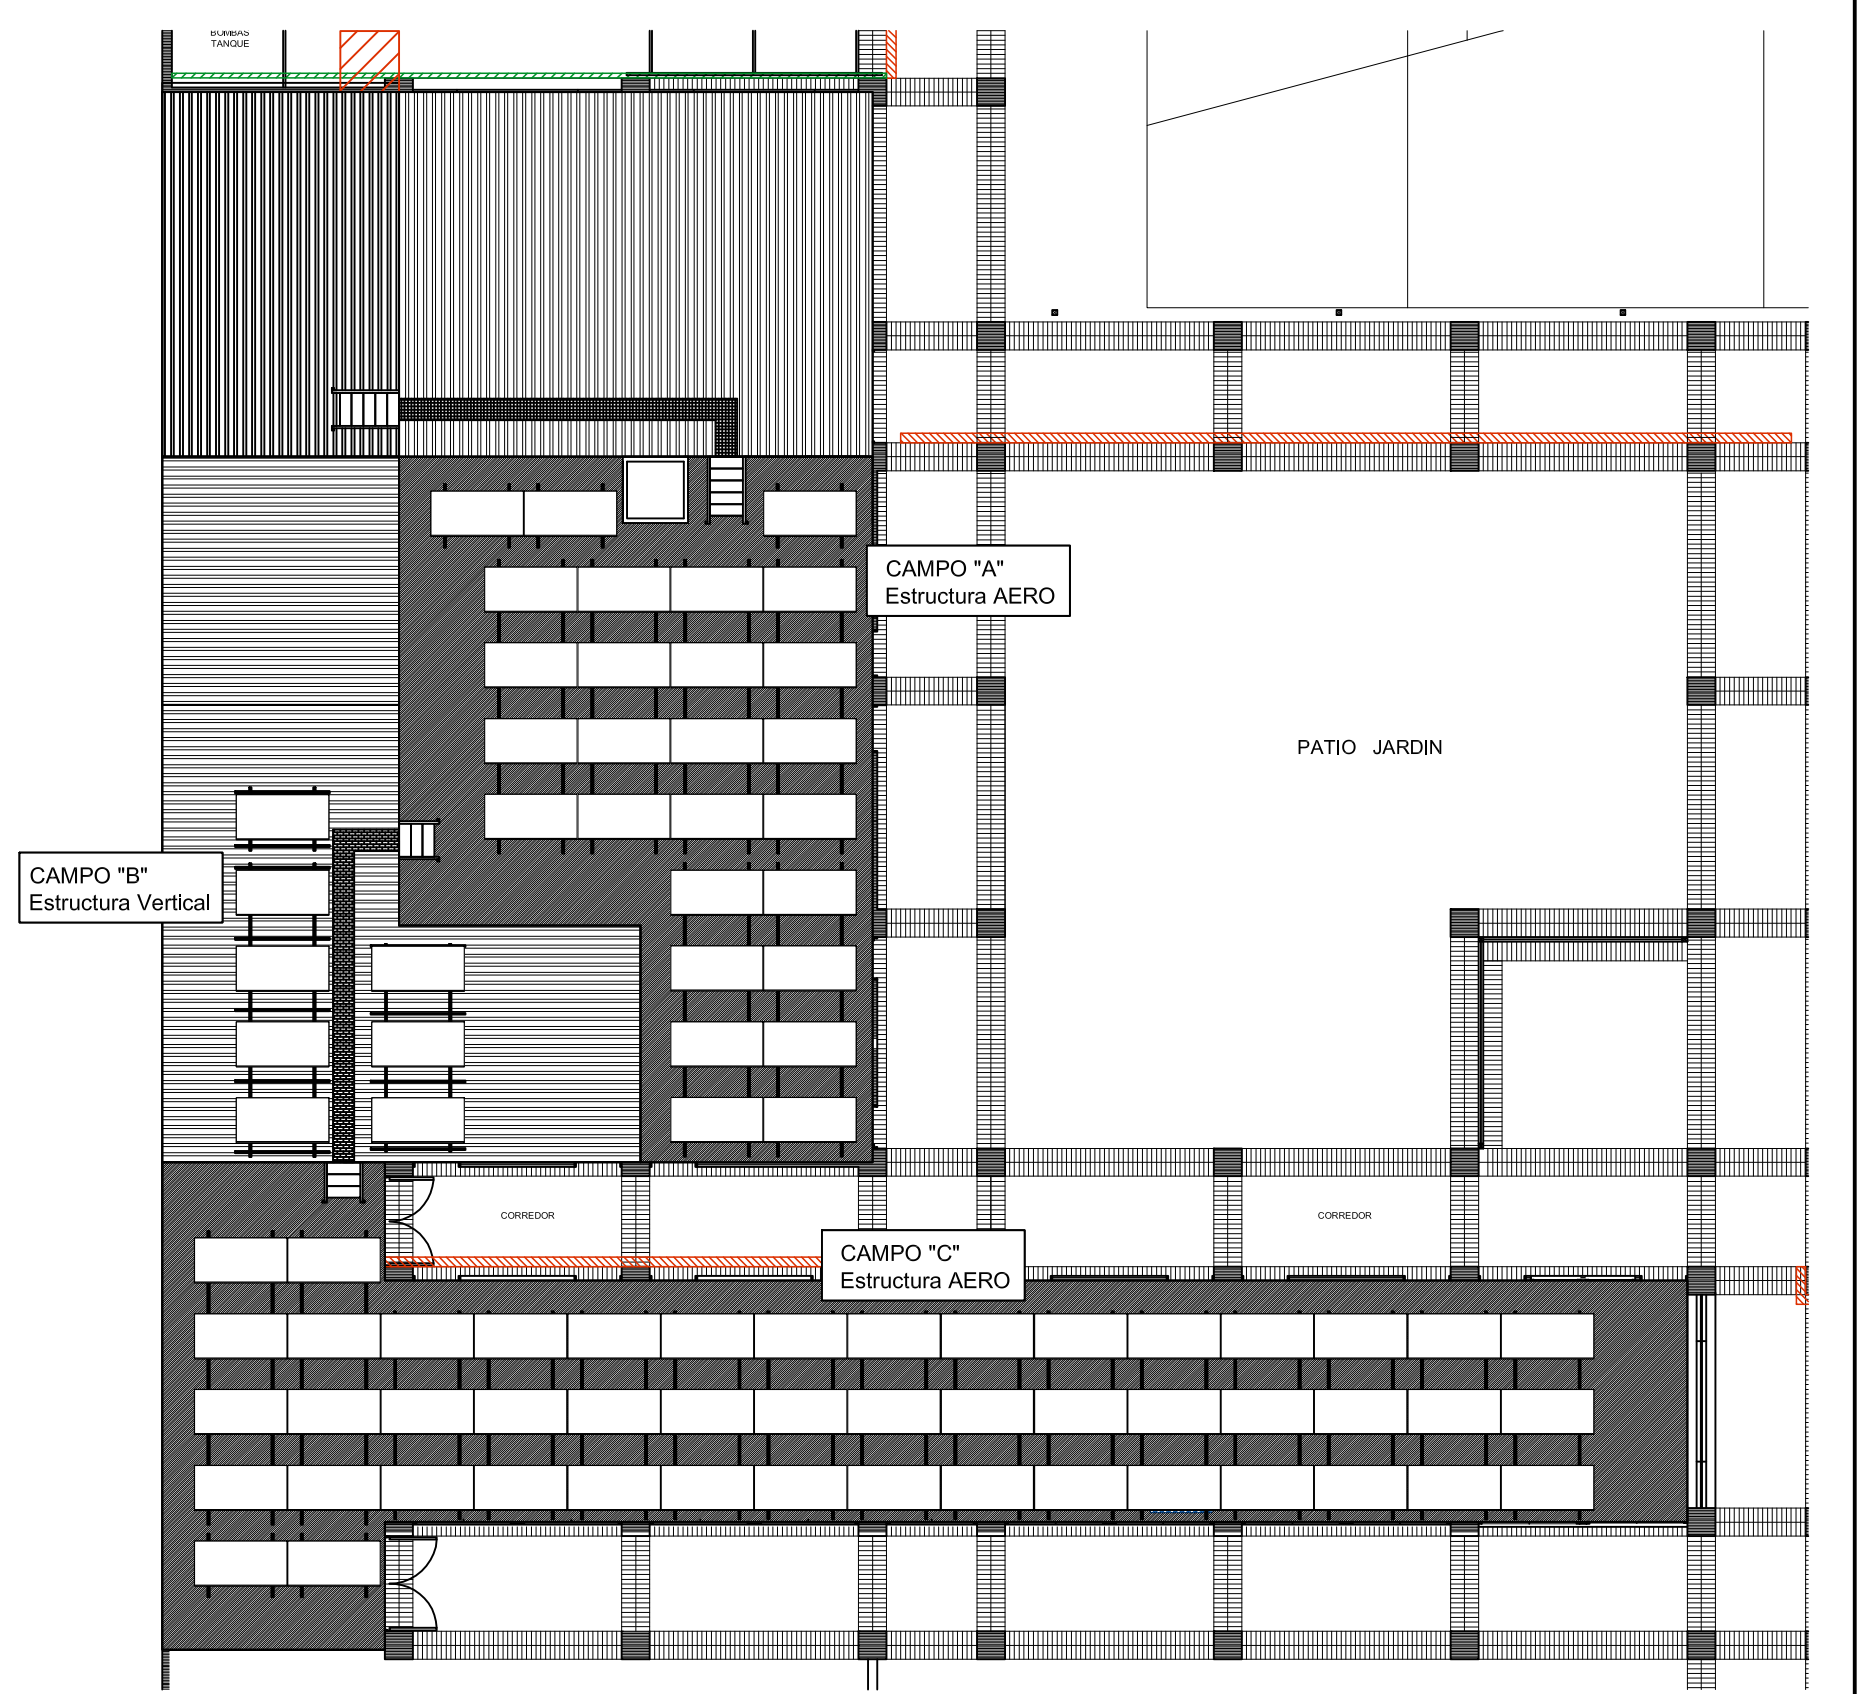 BOMBAS
TANQUE
CAMPO "A"
Estructura AERO
PATIO JARDIN
CAMPO "B"
Estructura Vertical
CORREDOR
CORREDOR
CAMPO "C"
Estructura AERO